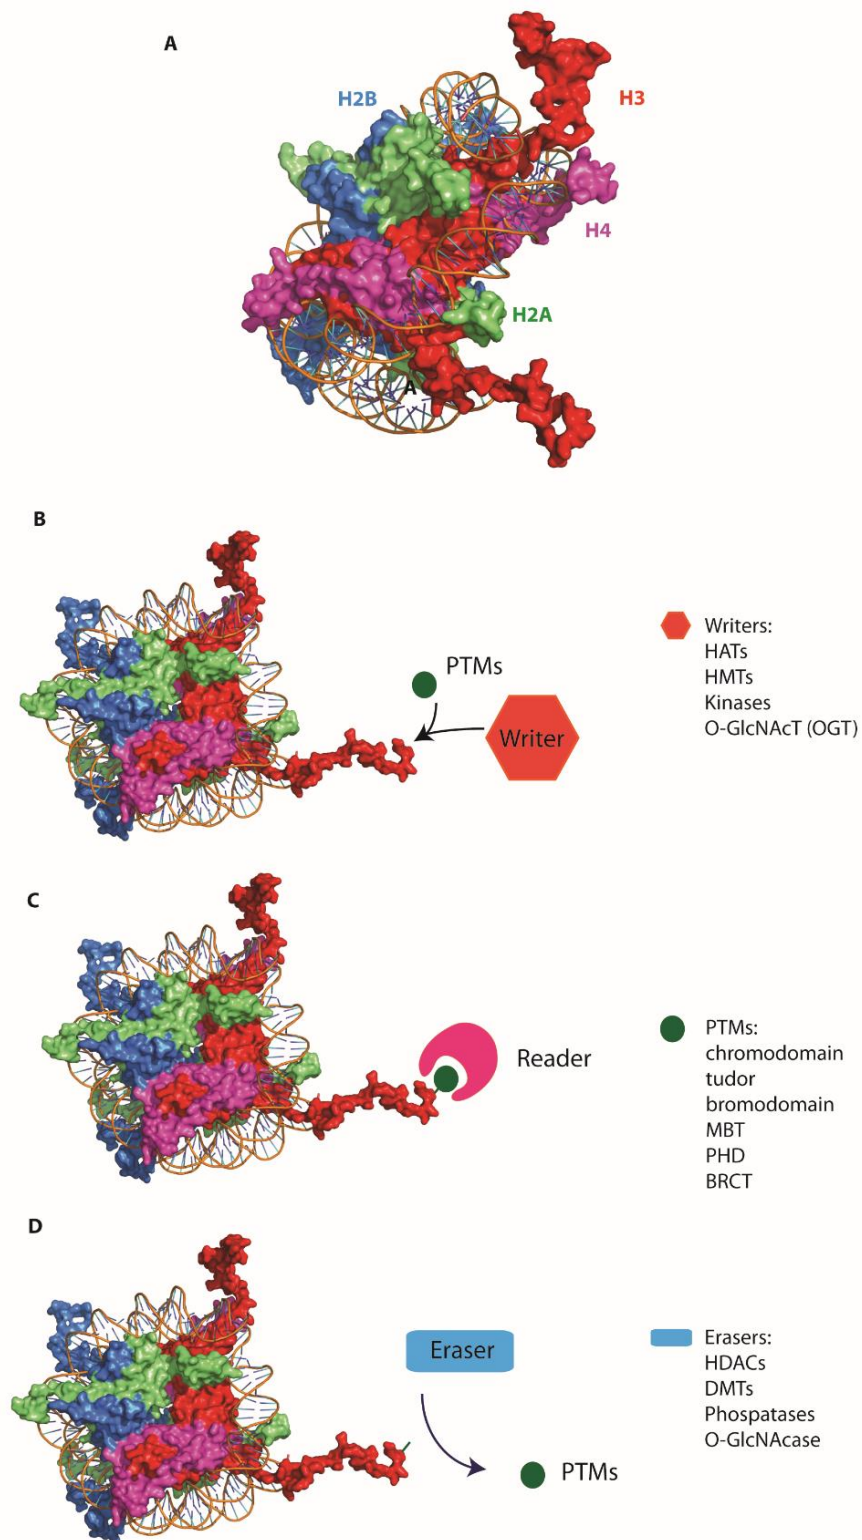 A
H2B
H3
H4
H2A
A
B
PTMs
Writer
Writers:
HATs
HMTs
Kinases
O-GlcNAcT (OGT)
C
Reader
PTMs:
chromodomain
tudor
bromodomain
MBT
PHD
BRCT
D
Eraser
PTMs
Erasers:
HDACs
DMTs
Phospatases
O-GlcNAcase